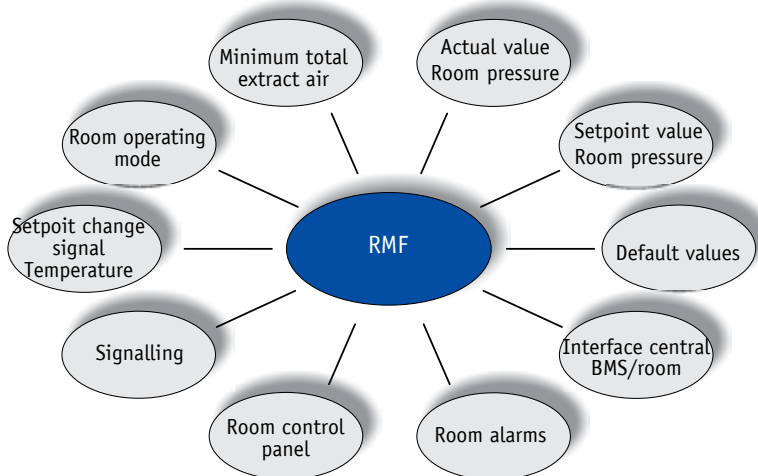 Minimum total
extract air
Actual value
Room pressure
Room operating
mode
Setpoint value
Room pressure
Setpoit change
signal
Temperature
RMF
Default values
Signalling
Interface central
BMS/room
Room control
panel
Room alarms